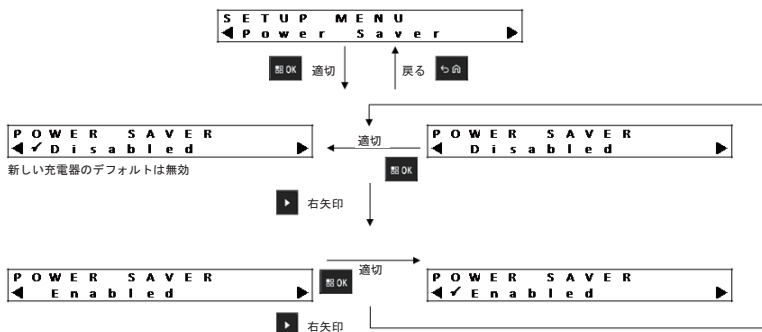 SETUP MENU
◀Power Saver ▶
OK 適切 戻る
適切
POWER SAVER
◀✓Disabled ▶
POWER SAVER
◀ Disabled ▶
新しい充電器のデフォルトは無効
OK
右矢印
適切
OK
POWER SAVER
◀ Enabled ▶
POWER SAVER
◀✓Enabled ▶
右矢印